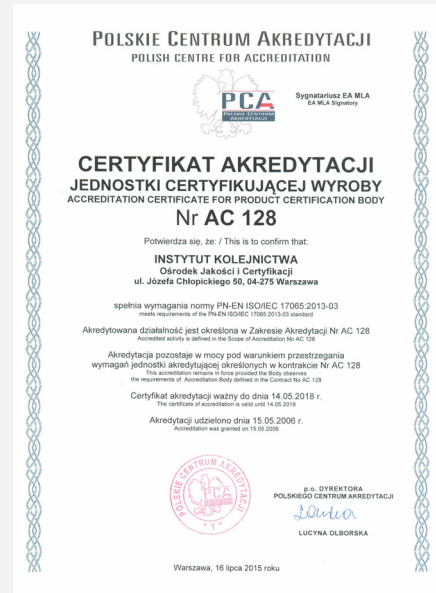 POLSKIE CENTRUM AKREDYTACJI
POLISH CENTRE FOR ACCREDITATION
PCA
POLSKIE CENTRUM
AKREDYTACJI
Sygnatariusz EA MLA
EA MLA Signatory
CERTYFIKAT AKREDYTACJI
JEDNOSTKI CERTYFIKUJĄCEJ WYROBY
ACCREDITATION CERTIFICATE FOR PRODUCT CERTIFICATION BODY
Nr AC 128
Potwierdza się, że: / This is to confirm that:
INSTYTUT KOLEJNICTWA
Ośrodek Jakości i Certyfikacji
ul. Józefa Chłopickiego 50, 04-275 Warszawa
spełnia wymagania normy PN-EN ISO/IEC 17065:2013-03
meets requirements of the PN-EN ISO/IEC 17065:2013-03 standard
Akredytowana działalność jest określona w Zakresie Akredytacji Nr AC 128
Accredited activity is defined in the Scope of Accreditation No AC 128
Akredytacja pozostaje w mocy pod warunkiem przestrzegania
wymagań jednostki akredytującej określonych w kontrakcie Nr AC 128
This accreditation remains in force provided the Body observes
the requirements of Accreditation Body defined in the Contract No AC 128
Certyfikat akredytacji ważny do dnia 14.05.2018 r.
The certificate of accreditation is valid until 14.05.2018
Akredytacji udzielono dnia 15.05.2006 r.
Accreditation was granted on 15.05.2006
POLSKIE CENTRUM AKREDYTACJI
PCA
* 1 *
p.o. DYREKTORA
POLSKIEGO CENTRUM AKREDYTACJI
LUCYNA OLBORSKA
Warszawa, 16 lipca 2015 roku